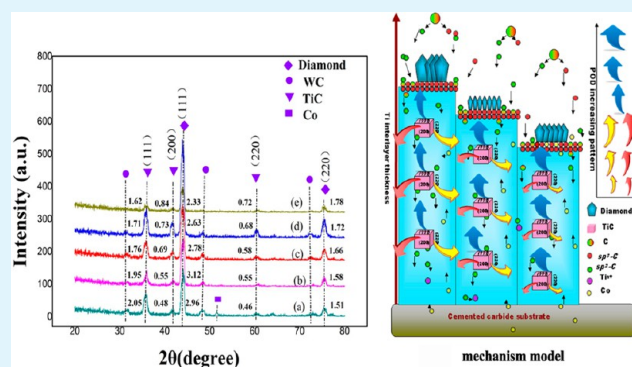 800
700
600
500
400
300
200
100
0
Intensity (a.u.)
Diamond
WC
TiC
Co
(111)
(200)
(111)
(220)
(220)
1.62 0.84 2.33 (e) 0.72 1.78
1.71 0.73 2.63 (d) 0.68 1.72
1.76 0.69 2.78 (c) 0.58 1.66
1.95 0.55 3.12 (b) 0.55 1.58
2.05 0.48 2.96 0.46 (a) 1.51
20 30 40 50 60 70 80
2θ(degree)
Ti interlayer thickness
C
C
C
POD increasing pattern
Diamond
TiC
C
sp³-C
sp²-C
Co
Cemented carbide substrate
mechanism model